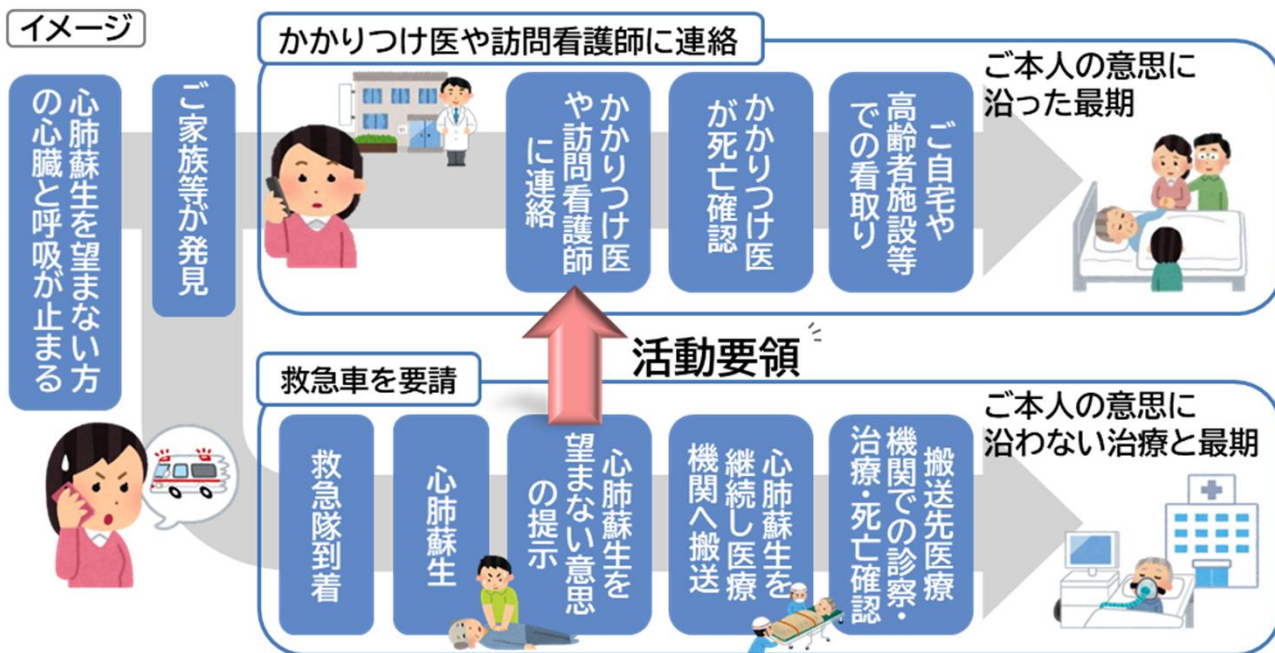 イメージ
心肺蘇生を望まない方
の心臓と呼吸が止まる
ご家族等が発見
かかりつけ医や訪問看護師に連絡
かかりつけ医
や訪問看護師
に連絡
かかりつけ医
が死亡確認
ご自宅や
高齢者施設等
での看取り
ご本人の意思に
沿った最期
活動要領
救急車を要請
救急隊到着
心肺蘇生
心肺蘇生を
望まない意思
の提示
心肺蘇生を
継続し医療
機関へ搬送
搬送先医療
機関での診察・
治療・死亡確認
ご本人の意思に
沿わない治療と最期